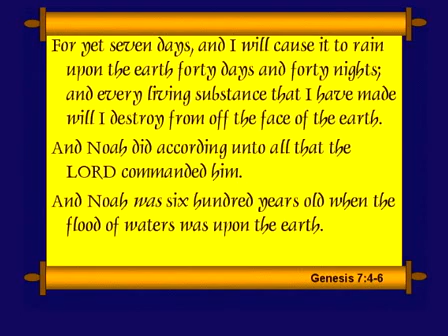 For yet seven days, and I will cause it to rain
upon the earth forty days and forty nights;
and every living substance that I have made
will I destroy from off the face of the earth.
And Noah did according unto all that the
LORD commanded him.
And Noah was six hundred years old when the
flood of waters was upon the earth.
Genesis 7:4-6